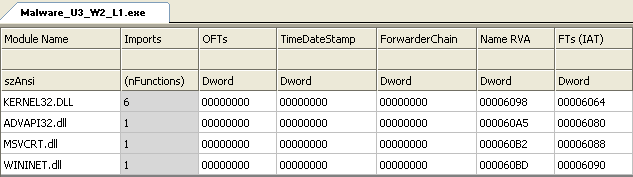 Malware_U3_W2_L1.exe
Module Name Imports OFTs TimeDateStamp ForwarderChain Name RVA FTs (IAT)
szAnsi (nFunctions) Dword Dword Dword Dword Dword
KERNEL32.DLL 6 00000000 00000000 00000000 00006098 00006064
ADVAPI32.dll 1 00000000 00000000 00000000 000060A5 00006080
MSVCRT.dll 1 00000000 00000000 00000000 000060B2 00006088
WININET.dll 1 00000000 00000000 00000000 000060BD 00006090